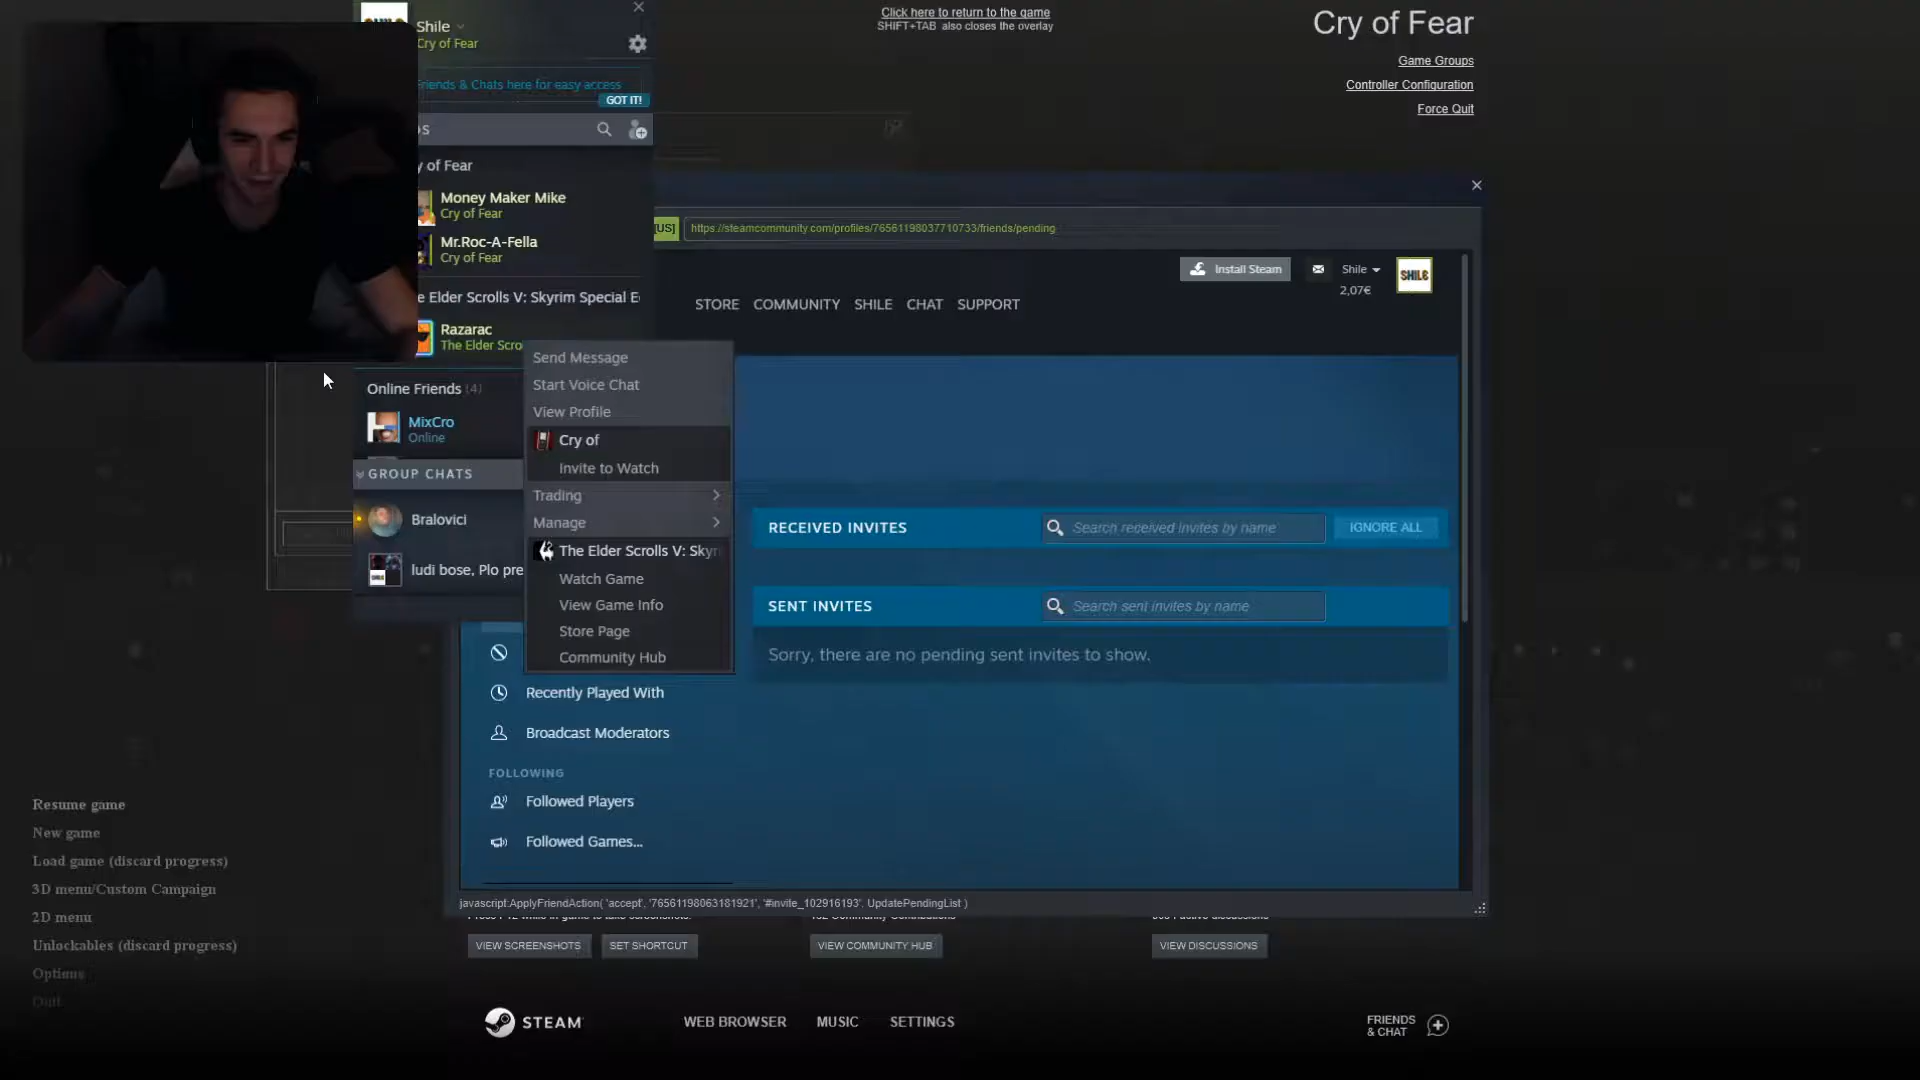 Shile
Cry of Fear
Friends & Chats here for easy access
GOT IT!
y of Fear
Money Maker Mike
Cry of Fear
Mr.Roc-A-Fella
Cry of Fear
e Elder Scrolls V: Skyrim Special E
Razarac
The Elder Scro
Online Friends (4)
MixCro
Online
GROUP CHATS
Bralovici
ludi bose, Plo pre
Send Message
Start Voice Chat
View Profile
Cry of
Invite to Watch
Trading
Manage
The Elder Scrolls V: Skyr
Watch Game
View Game Info
Store Page
Community Hub
Click here to return to the game
SHIFT+TAB also closes the overlay
Cry of Fear
Game Groups
Controller Configuration
Force Quit
[US]
https://steamcommunity.com/profiles/76561198037710733/friends/pending
Install Steam
Shile
2,07€
SHILE
STORE COMMUNITY SHILE CHAT SUPPORT
RECEIVED INVITES
Search received invites by name
IGNORE ALL
SENT INVITES
Search sent invites by name
Sorry, there are no pending sent invites to show.
Recently Played With
Broadcast Moderators
FOLLOWING
Followed Players
Followed Games...
javascript:ApplyFriendAction( 'accept', '76561198063181921', '#invite_102916193'. UpdatePendingList )
VIEW SCREENSHOTS
SET SHORTCUT
VIEW COMMUNITY HUB
VIEW DISCUSSIONS
Resume game
New game
Load game (discard progress)
3D menu/Custom Campaign
2D menu
Unlockables (discard progress)
Options
Quit
STEAM
WEB BROWSER
MUSIC
SETTINGS
FRIENDS
& CHAT